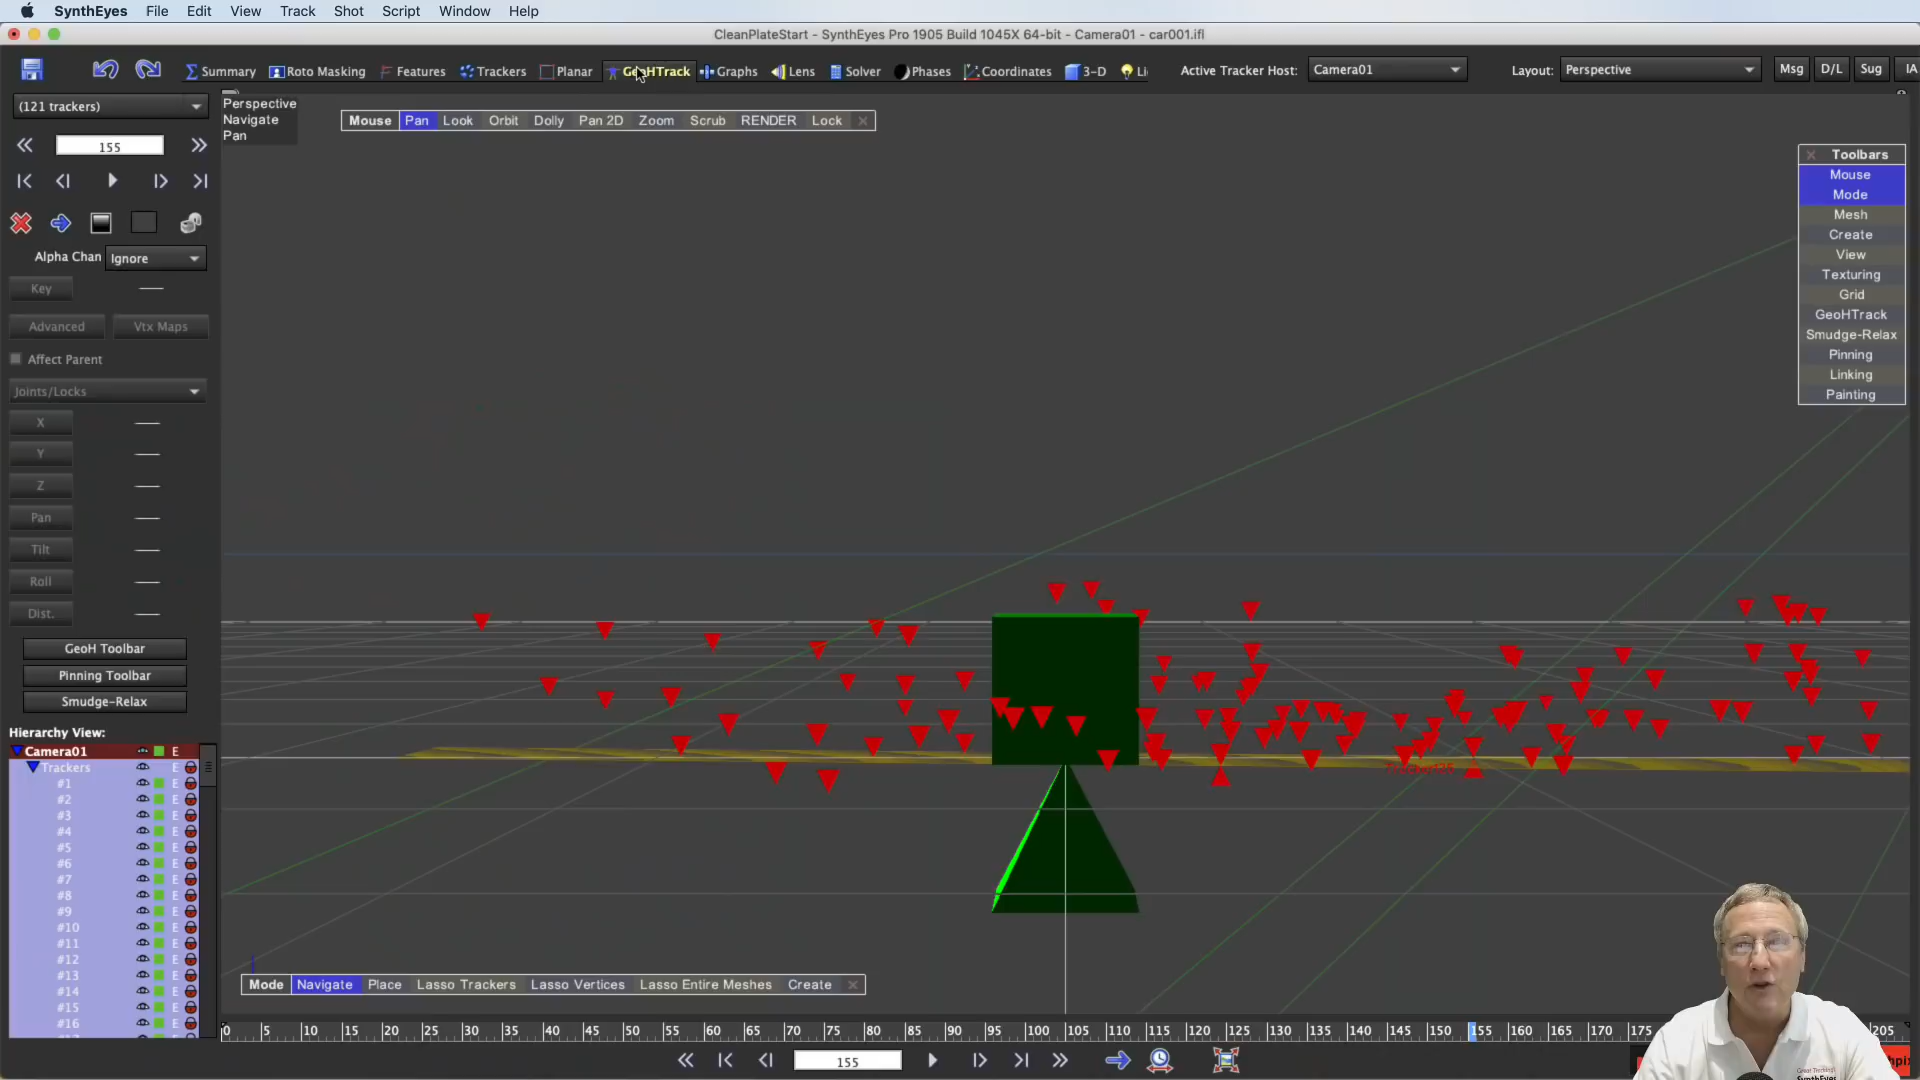 SynthEyes File Edit View Track Shot Script Window Help
CleanPlateStart - SynthEyes Pro 1905 Build 1045X 64-bit - Camera01 - car001.ifl
Summary Roto Masking Features Trackers Planar GeoHTrack Graphs Lens Solver Phases Coordinates 3-D Li Active Tracker Host: Camera01 Layout: Perspective Msg D/L Sug IA
(121 trackers)
155
Alpha Chan Ignore
Key
Advanced Vtx Maps
Affect Parent
Joints/Locks
X
Y
Z
Pan
Tilt
Roll
Dist.
GeoH Toolbar
Pinning Toolbar
Smudge-Relax
Hierarchy View:
Camera01 E
Trackers E
#1 E
#2 E
#3 E
#4 E
#5 E
#6 E
#7 E
#8 E
#9 E
#10 E
#11 E
#12 E
#13 E
#14 E
#15 E
#16 E
Perspective
Navigate
Pan
Mouse Pan Look Orbit Dolly Pan 2D Zoom Scrub RENDER Lock
Toolbars
Mouse
Mode
Mesh
Create
View
Texturing
Grid
GeoHTrack
Smudge-Relax
Pinning
Linking
Painting
Mode Navigate Place Lasso Trackers Lasso Vertices Lasso Entire Meshes Create
0 5 10 15 20 25 30 35 40 45 50 55 60 65 70 75 80 85 90 95 100 105 110 115 120 125 130 135 140 145 150 155 160 165 170 175 205
155
SynthEyes